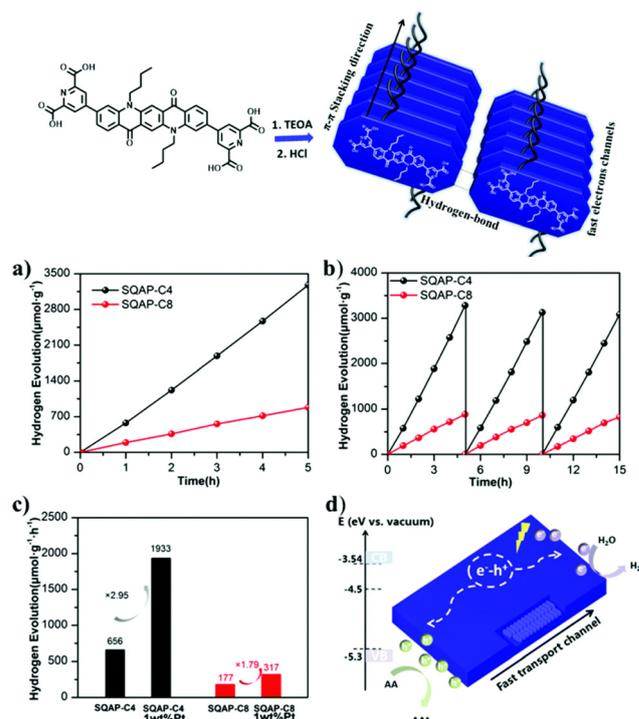 OH
O
N
O
OH
N
O
O
N
O
OH
N
HO
O
1. TEOA
2. HCl
π-π Stacking direction
Hydrogen-bond
fast electrons channels
a)
SQAP-C4
SQAP-C8
Hydrogen Evolution(μmol·g⁻¹)
3500
2800
2100
1400
700
0
0 1 2 3 4 5
Time(h)
b)
SQAP-C4
SQAP-C8
Hydrogen Evolution(μmol·g⁻¹)
4000
3000
2000
1000
0
0 3 6 9 12 15
Time(h)
c)
Hydrogen Evolution(μmol·g⁻¹·h⁻¹)
2500
2000
1500
1000
500
0
656
×2.95
1933
177
×1.79
317
SQAP-C4 SQAP-C4 SQAP-C8 SQAP-C8
1wt%Pt 1wt%Pt
d)
E (eV vs. vacuum)
-3.54 CB
-4.5
-5.3 VB
e⁻-h⁺
H₂O
AA
Fast transport channel